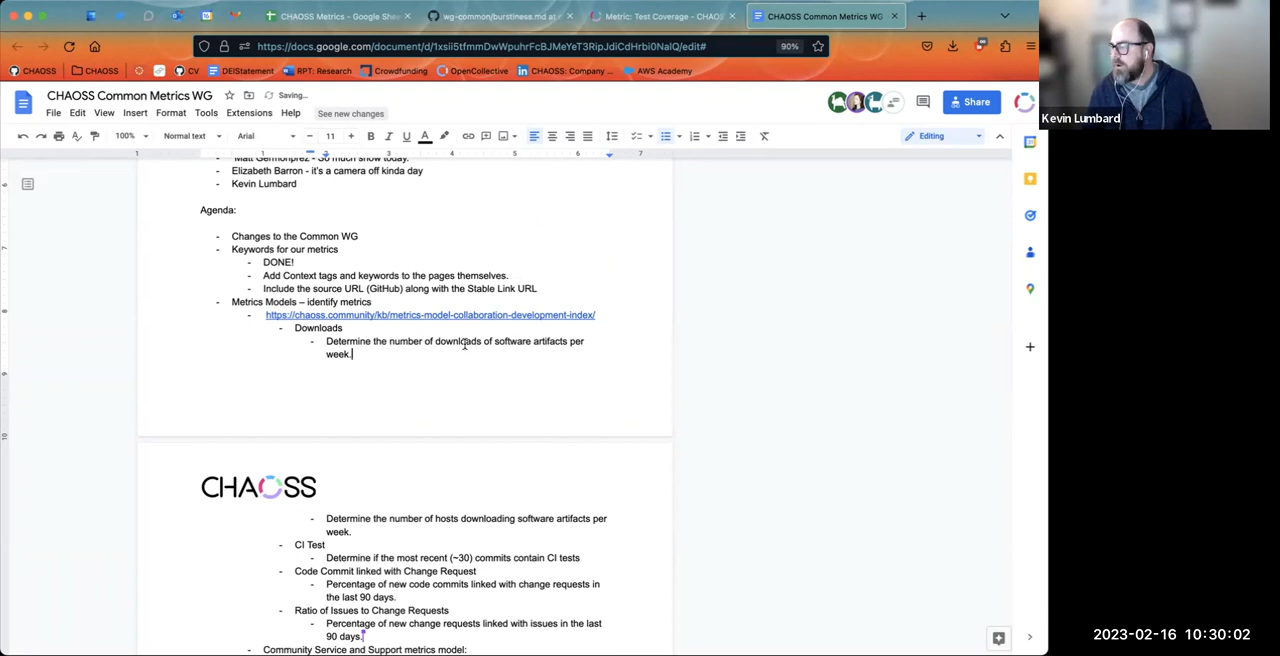 CHAOSS Metrics - Google Shee
wg-common/burstiness.md at
Metric: Test Coverage - CHAO
CHAOSS Common Metrics WG
https://docs.google.com/document/d/1xsii5tfmmDwWpuhrFcBJMeYeT3RipJdiCdHrbi0NalQ/edit#
90%
CHAOSS
CHAOSS
CV
DEIStatement
RPT: Research
Crowdfunding
OpenCollective
CHAOSS: Company ...
AWS Academy
CHAOSS Common Metrics WG
Saving...
File Edit View Insert Format Tools Extensions Help
See new changes
Share
100% Normal text Arial 11 Editing
Matt Germonprez - So much snow today.
- Elizabeth Barron - it's a camera off kinda day
- Kevin Lumbard
Agenda:
- Changes to the Common WG
- Keywords for our metrics
- DONE!
- Add Context tags and keywords to the pages themselves.
- Include the source URL (GitHub) along with the Stable Link URL
- Metrics Models – identify metrics
- https://chaoss.community/kb/metrics-model-collaboration-development-index/
- Downloads
- Determine the number of downloads of software artifacts per
week.
CHAOSS
- Determine the number of hosts downloading software artifacts per
week.
- CI Test
- Determine if the most recent (~30) commits contain CI tests
- Code Commit linked with Change Request
- Percentage of new code commits linked with change requests in
the last 90 days.
- Ratio of Issues to Change Requests
- Percentage of new change requests linked with issues in the last
90 days.
- Community Service and Support metrics model:
Kevin Lumbard
2023-02-16 10:30:02